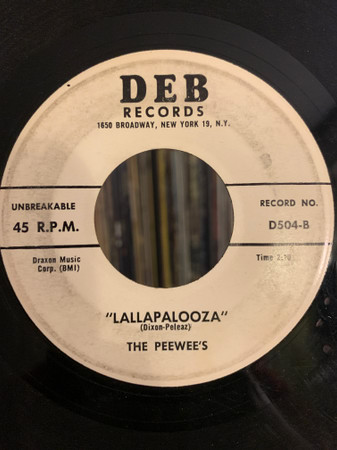 DEB
RECORDS
1650 BROADWAY, NEW YORK 19, N.Y.
UNBREAKABLE
RECORD NO.
45 R.P.M.
D504-B
Draxon Music
Corp. (BMI)
Time
"LALLAPALOOZA"
(Dixon-Peleaz)
THE PEEWEE'S